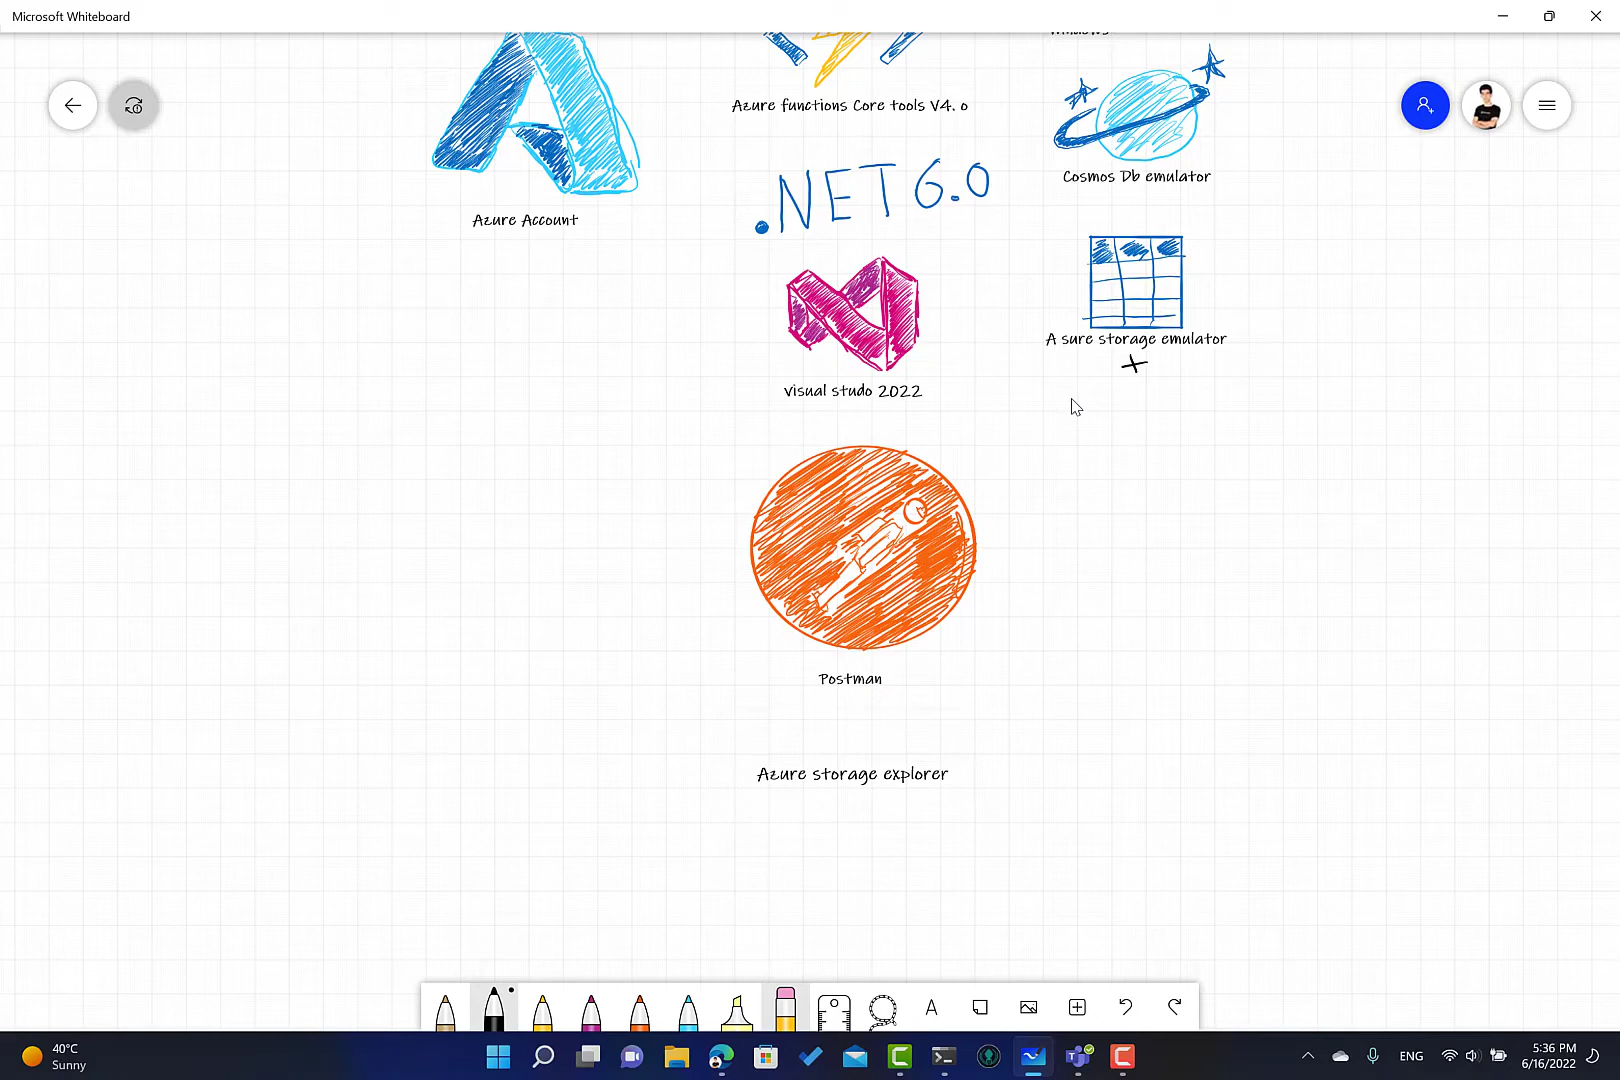 Microsoft Whiteboard
Azure functions Core tools V4. o
Cosmos Db emulator
Azure Account
.NET 6.0
A sure storage emulator
+
visual studo 2022
Postman
Azure storage explorer
A
40°C
Sunny
ENG
5:36 PM
6/16/2022